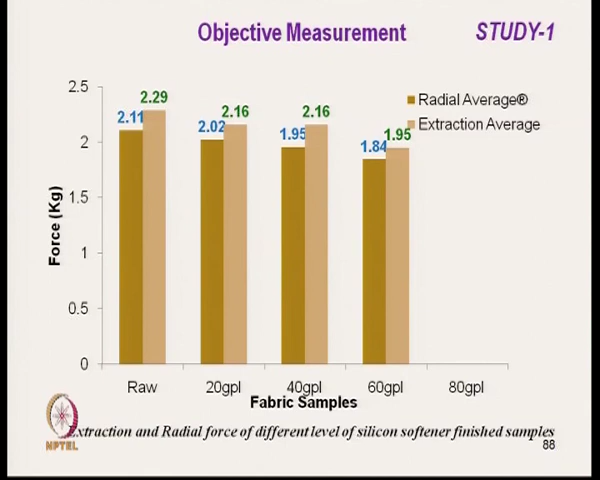 Objective Measurement
STUDY-1
2.5
2
1.5
1
0.5
0
Force (Kg)
2.11
2.29
2.02
2.16
1.95
2.16
1.84
1.95
Radial Average®
Extraction Average
Raw
20gpl
40gpl
60gpl
80gpl
Fabric Samples
Extraction and Radial force of different level of silicon softener finished samples
NPTEL
88